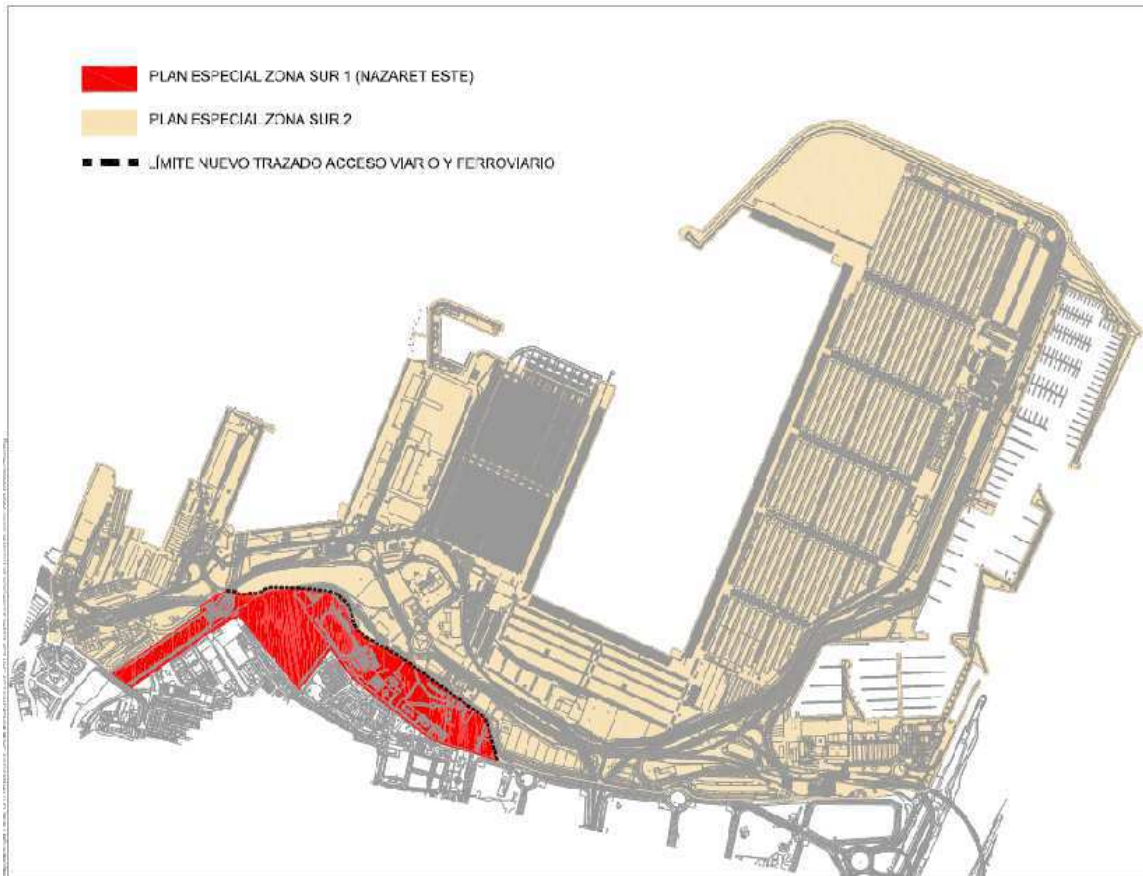 PLAN ESPECIAL ZONA SUR 1 (NAZARET ESTE)
PLAN ESPECIAL ZONA SUR 2
LÍMITE NUEVO TRAZADO ACCESO VIARIO Y FERROVIARIO